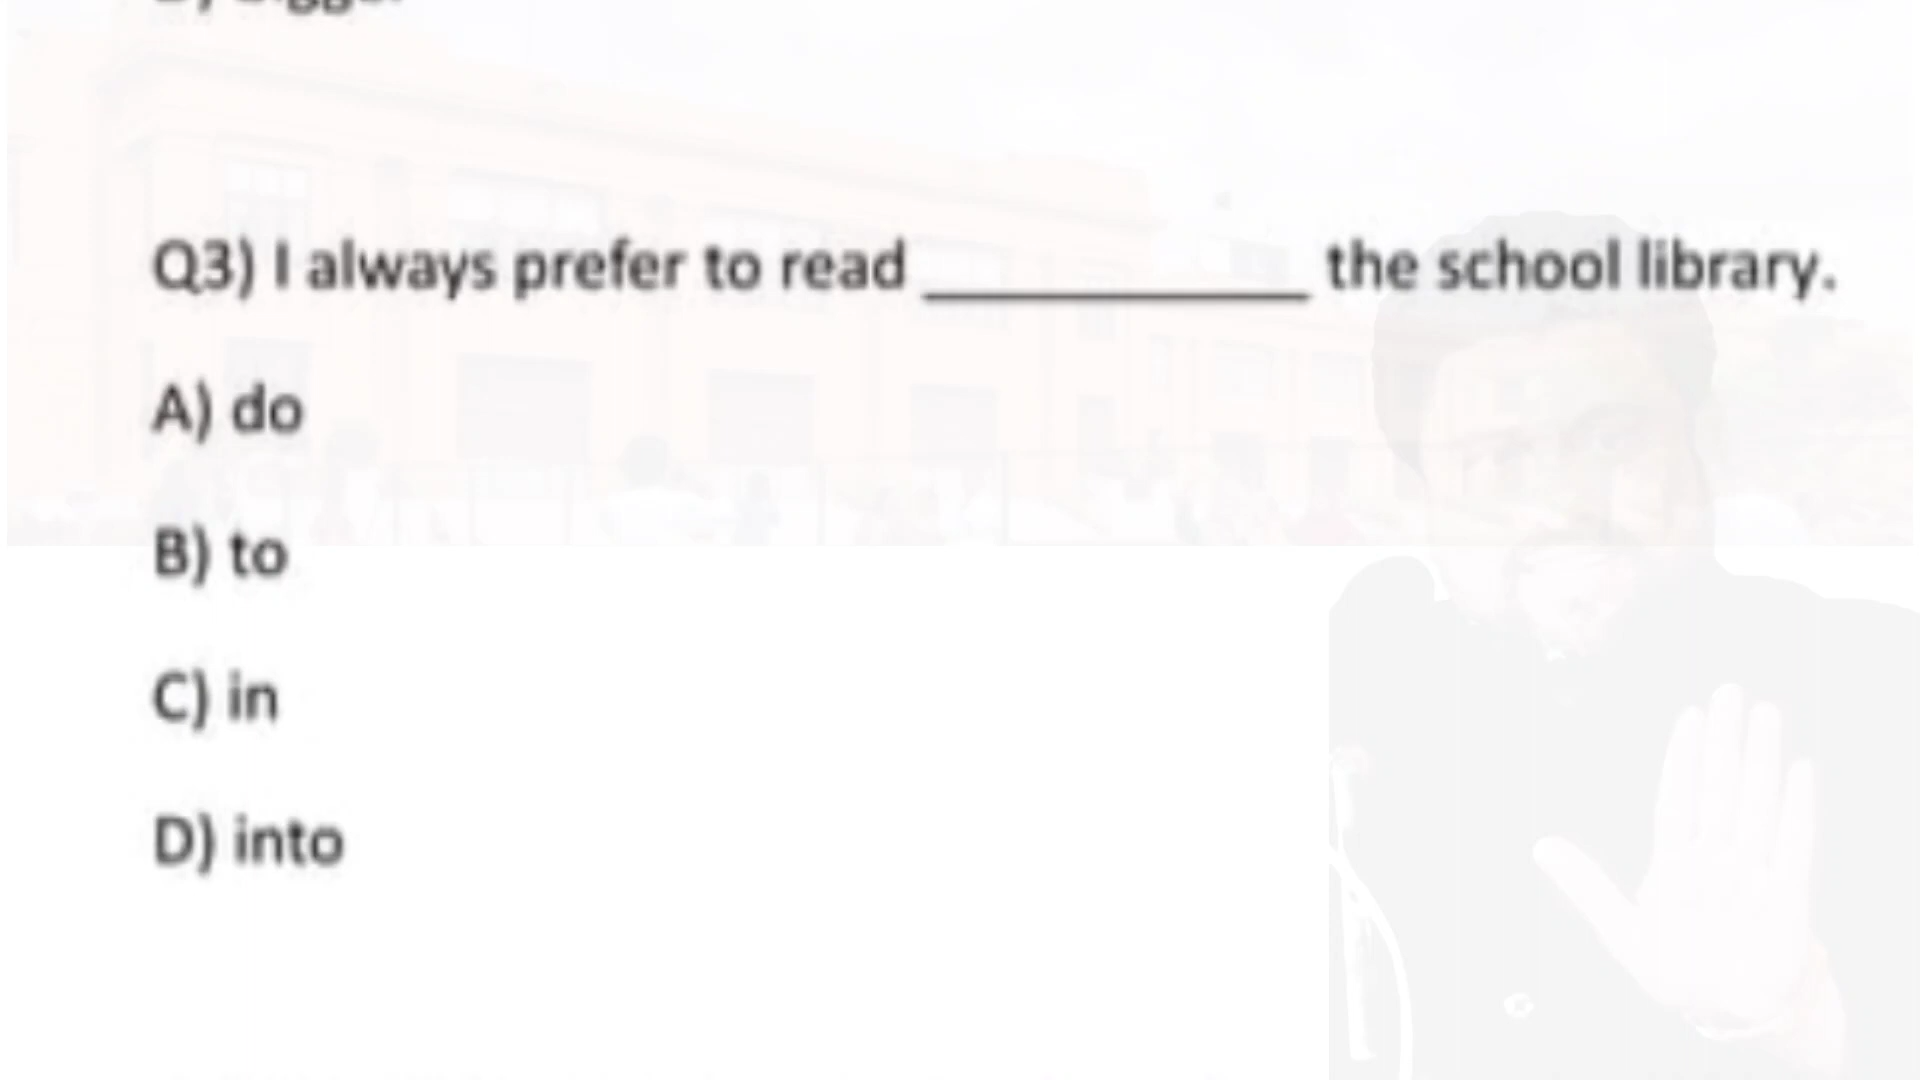 Q3) I always prefer to read ____________ the school library.
A) do
B) to
C) in
D) into